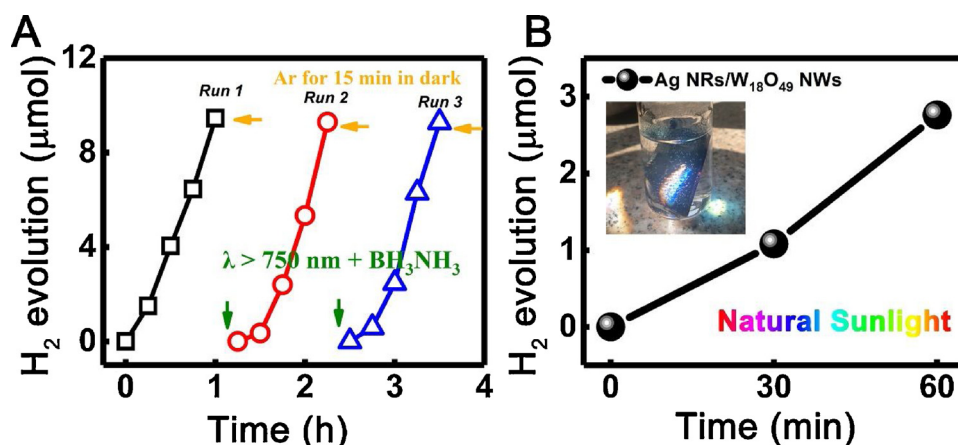 A
H2 evolution (μmol)
12
8
4
0
Ar for 15 min in dark
Run 1
Run 2
Run 3
λ > 750 nm + BH3NH3
0
1
2
3
4
Time (h)
B
H2 evolution (μmol)
3
2
1
0
Ag NRs/W18O49 NWs
Natural Sunlight
0
30
60
Time (min)